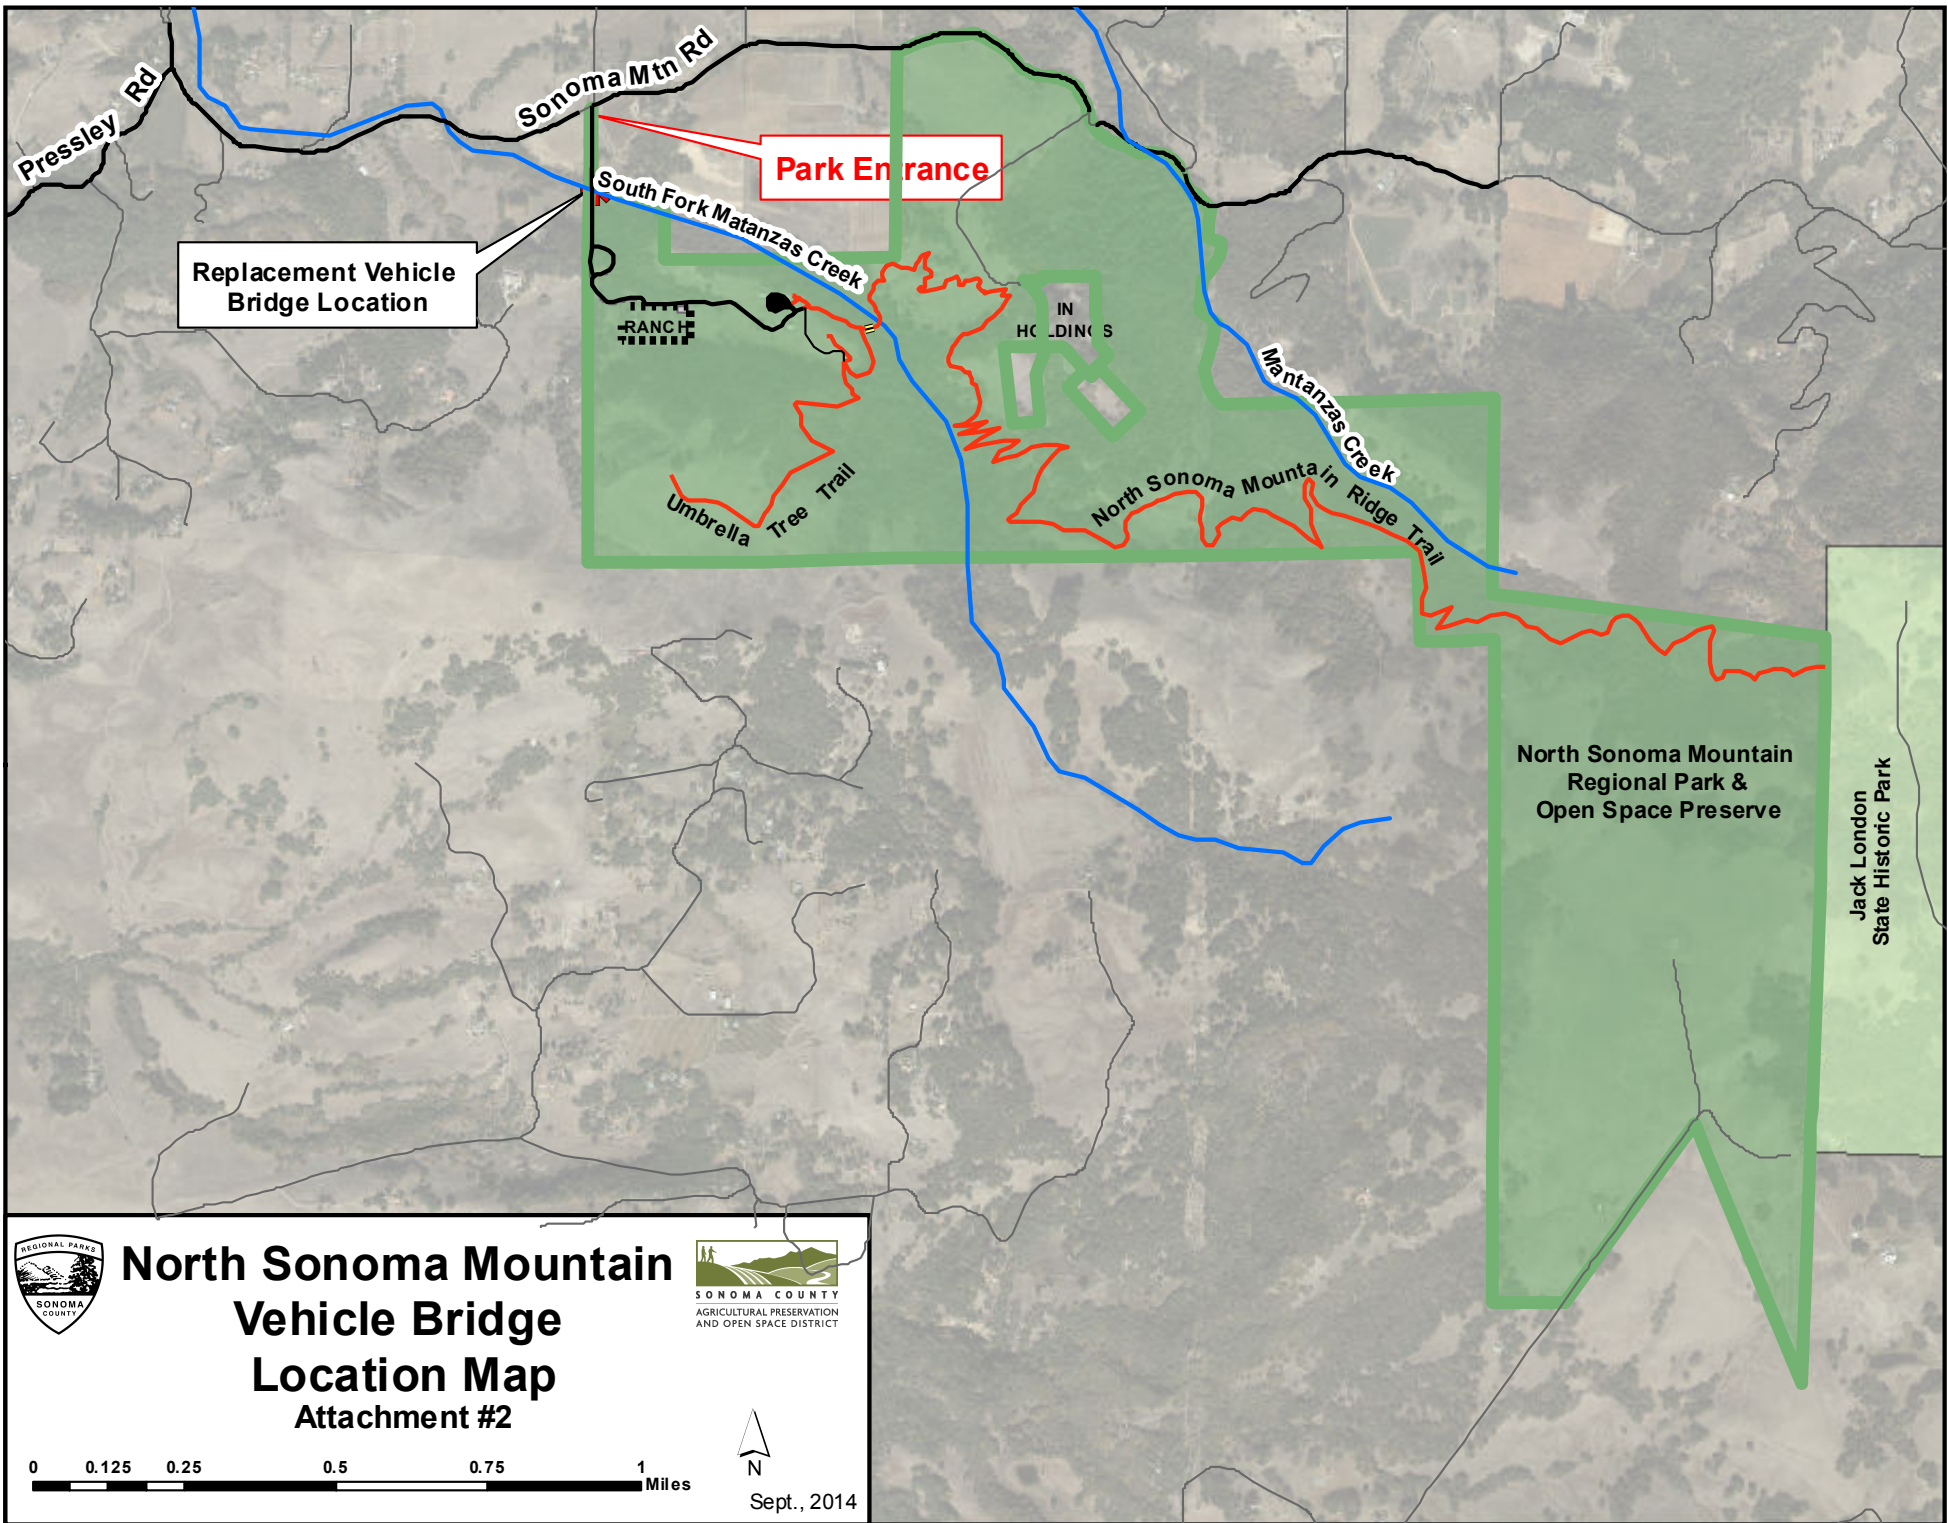 Pressley Rd
Sonoma Mtn Rd
Park Entrance
South Fork Matanzas Creek
Replacement Vehicle
Bridge Location
RANCH
IN
HOLDINGS
Mantanzas Creek
Umbrella Tree Trail
North Sonoma Mountain Ridge Trail
North Sonoma Mountain
Regional Park &
Open Space Preserve
Jack London
State Historic Park
REGIONAL PARKS
SONOMA
COUNTY
North Sonoma Mountain
Vehicle Bridge
Location Map
Attachment #2
SONOMA COUNTY
AGRICULTURAL PRESERVATION
AND OPEN SPACE DISTRICT
0 0.125 0.25 0.5 0.75 1
Miles
N
Sept., 2014